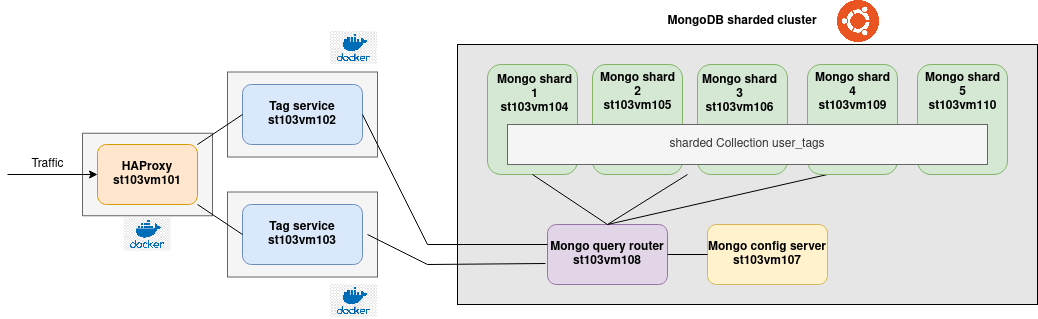 MongoDB sharded cluster
docker
Mongo shard
1
st103vm104
Mongo shard
2
st103vm105
Mongo shard
3
st103vm106
Mongo shard
4
st103vm109
Mongo shard
5
st103vm110
Tag service
st103vm102
sharded Collection user_tags
Traffic
HAProxy
st103vm101
docker
Tag service
st103vm103
Mongo query router
st103vm108
Mongo config server
st103vm107
docker